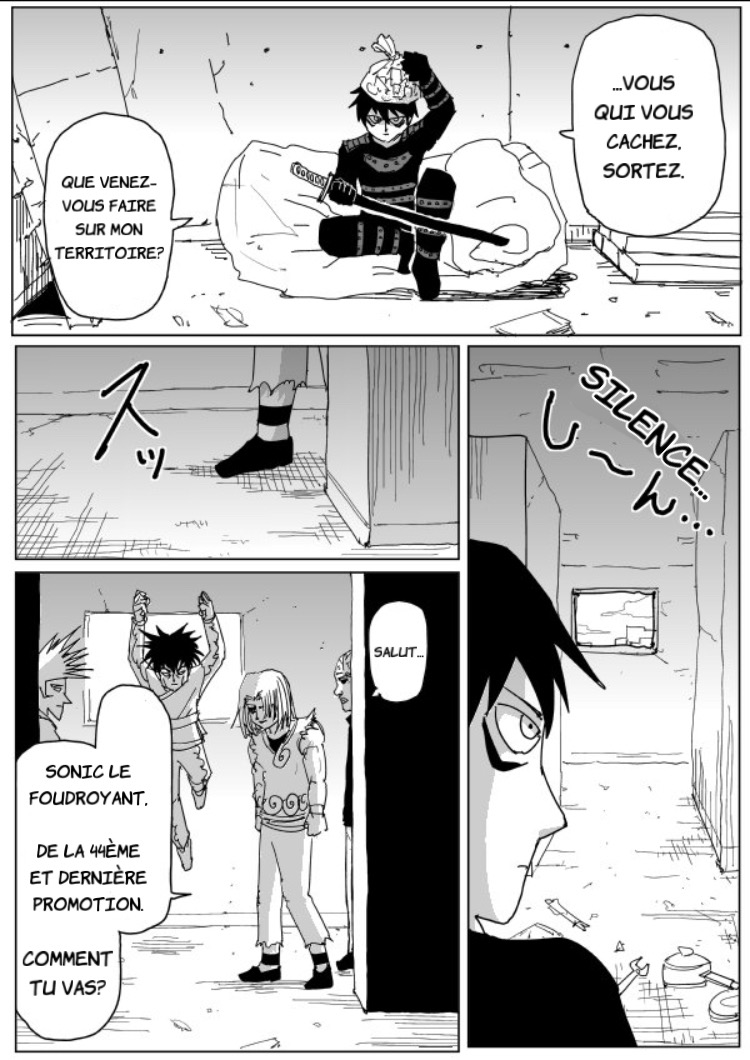 ...VOUS
QUI VOUS
CACHEZ,
SORTEZ.
QUE VENEZ-
VOUS FAIRE
SUR MON
TERRITOIRE?
SILENCE...
し～ん...
スッ
SALUT...
SONIC LE
FOUDROYANT,
DE LA 44ÈME
ET DERNIÈRE
PROMOTION.
COMMENT
TU VAS?